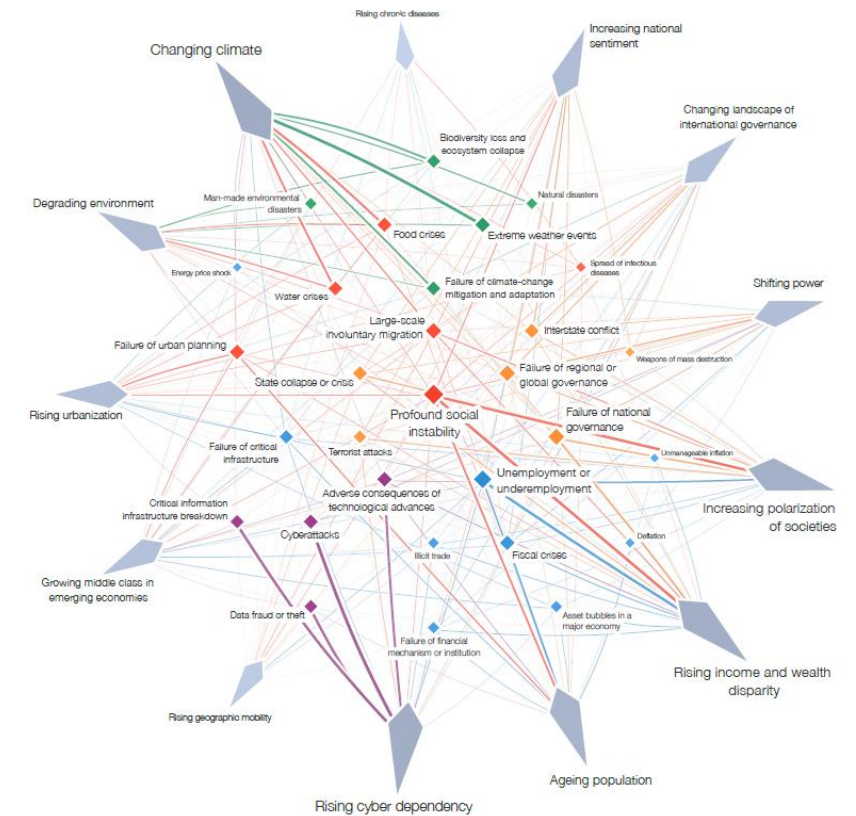 Rising chronic diseases
Increasing national
sentiment
Changing climate
Changing landscape of
international governance
Biodiversity loss and
ecosystem collapse
Degrading environment
Man-made environmental
disasters
Natural disasters
Food crises
Extreme weather events
Energy price shock
Spread of infectious
diseases
Water crises
Failure of climate-change
mitigation and adaptation
Shifting power
Large-scale
involuntary migration
Interstate conflict
Failure of urban planning
Weapons of mass destruction
State collapse or crisis
Failure of regional or
global governance
Rising urbanization
Profound social
instability
Failure of national
governance
Failure of critical
infrastructure
Terrorist attacks
Unmanageable inflation
Unemployment or
underemployment
Adverse consequences of
technological advances
Critical information
infrastructure breakdown
Increasing polarization
of societies
Cyberattacks
Illicit trade
Fiscal crises
Deflation
Growing middle class in
emerging economies
Data fraud or theft
Asset bubbles in a
major economy
Failure of financial
mechanism or institution
Rising income and wealth
disparity
Rising geographic mobility
Ageing population
Rising cyber dependency